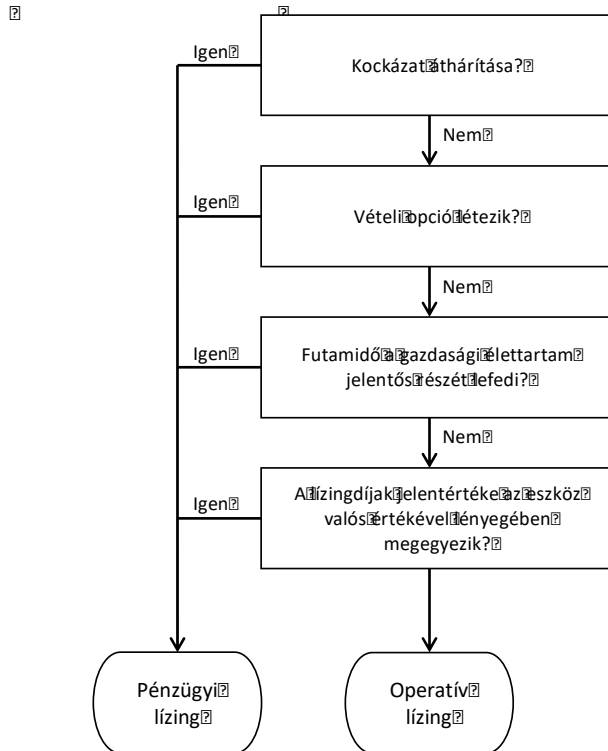 Igen
Kockázat áthárítása?
Nem
Igen
Vételi opció létezik?
Nem
Igen
Futamidő a gazdasági élettartam
jelentős részét lefedi?
Nem
Igen
A lízingdíjak jelentértéke az eszköz
valós értékével lényegében
megegyezik?
Pénzügyi
lízing
Operatív
lízing